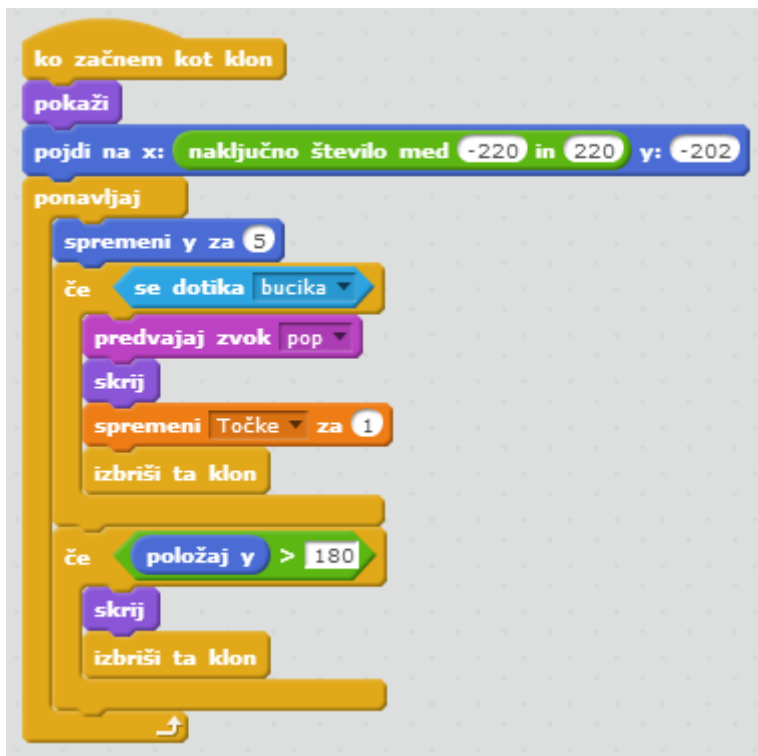 ko začnem kot klon
pokaži
pojdi na x: naključno število med -220 in 220 y: -202
ponavljaj
spremeni y za 5
če se dotika bucika
predvajaj zvok pop
skrij
spremeni Točke za 1
izbriši ta klon
če položaj y > 180
skrij
izbriši ta klon